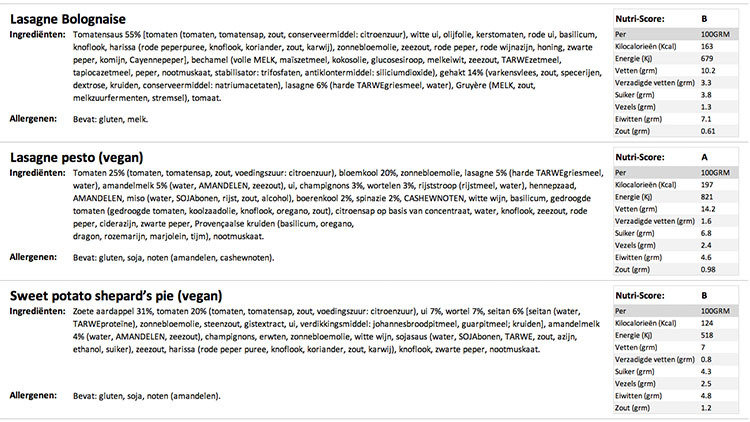 Lasagne Bolognaise
Ingrediënten: Tomatensaus 55% [tomaten (tomaten, tomatensap, zout, conserveermiddel: citroenzuur), witte ui, olijfolie, kerstomaten, rode ui, basilicum,
knoflook, harissa (rode peperpuree, knoflook, koriander, zout, karwij), zonnebloemolie, zeezout, rode peper, rode wijnazijn, honing, zwarte
peper, komijn, Cayennepeper], bechamel (volle MELK, maïszetmeel, kokosolie, glucosesiroop, melkeiwit, zeezout, TARWEzetmeel,
tapiocazetmeel, peper, nootmuskaat, stabilisator: trifosfaten, antiklontermiddel: siliciumdioxide), gehakt 14% (varkensvlees, zout, specerijen,
dextrose, kruiden, conserveermiddel: natriumacetaten), lasagne 6% (harde TARWEgriesmeel, water), Gruyère (MELK, zout,
melkzuurfermenten, stremsel), tomaat.
Allergenen: Bevat: gluten, melk.
Nutri-Score: B
Per 100GRM
Kilocalorieën (Kcal) 163
Energie (Kj) 679
Vetten (grm) 10.2
Verzadigde vetten (grm) 3.3
Suiker (grm) 3.8
Vezels (grm) 1.3
Eiwitten (grm) 7.1
Zout (grm) 0.61
Lasagne pesto (vegan)
Ingrediënten: Tomaten 25% (tomaten, tomatensap, zout, voedingszuur: citroenzuur), bloemkool 20%, zonnebloemolie, lasagne 5% (harde TARWEgriesmeel,
water), amandelmelk 5% (water, AMANDELEN, zeezout), ui, champignons 3%, wortelen 3%, rijststroop (rijstmeel, water), hennepzaad,
AMANDELEN, miso (water, SOJAbonen, rijst, zout, alcohol), boerenkool 2%, spinazie 2%, CASHEWNOTEN, witte wijn, basilicum, gedroogde
tomaten (gedroogde tomaten, koolzaadolie, knoflook, oregano, zout), citroensap op basis van concentraat, water, knoflook, zeezout, rode
peper, ciderazijn, zwarte peper, Provençaalse kruiden (basilicum, oregano,
dragon, rozemarijn, marjolein, tijm), nootmuskaat.
Allergenen: Bevat: gluten, soja, noten (amandelen, cashewnoten).
Nutri-Score: A
Per 100GRM
Kilocalorieën (Kcal) 197
Energie (Kj) 821
Vetten (grm) 14.2
Verzadigde vetten (grm) 1.6
Suiker (grm) 6.8
Vezels (grm) 2.4
Eiwitten (grm) 4.6
Zout (grm) 0.98
Sweet potato shepard's pie (vegan)
Ingrediënten: Zoete aardappel 31%, tomaten 20% (tomaten, tomatensap, zout, voedingszuur: citroenzuur), ui 7%, wortel 7%, seitan 6% [seitan (water,
TARWEproteïne), zonnebloemolie, steenzout, gistextract, ui, verdikkingsmiddel: johannesbroodpitmeel, guarpitmeel; kruiden], amandelmelk
4% (water, AMANDELEN, zeezout), champignons, erwten, zonnebloemolie, witte wijn, sojasaus (water, SOJAbonen, TARWE, zout, azijn,
ethanol, suiker), zeezout, harissa (rode peper puree, knoflook, koriander, zout, karwij), knoflook, zwarte peper, nootmuskaat.
Allergenen: Bevat: gluten, soja, noten (amandelen).
Nutri-Score: B
Per 100GRM
Kilocalorieën (Kcal) 124
Energie (Kj) 518
Vetten (grm) 7
Verzadigde vetten (grm) 0.8
Suiker (grm) 4.3
Vezels (grm) 2.5
Eiwitten (grm) 4.8
Zout (grm) 1.2